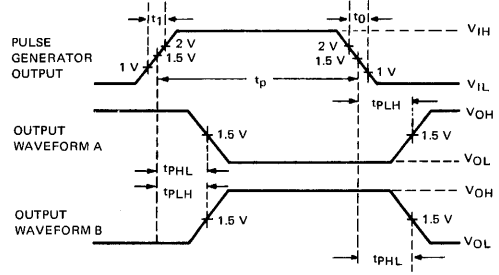 t1
t0
VIH
PULSE
GENERATOR
OUTPUT
2 V
1.5 V
1 V
2 V
1.5 V
1 V
tp
VIL
tPLH
VOH
OUTPUT
WAVEFORM A
1.5 V
1.5 V
tPHL
VOL
tPLH
VOH
OUTPUT
WAVEFORM B
1.5 V
1.5 V
VOL
tPHL